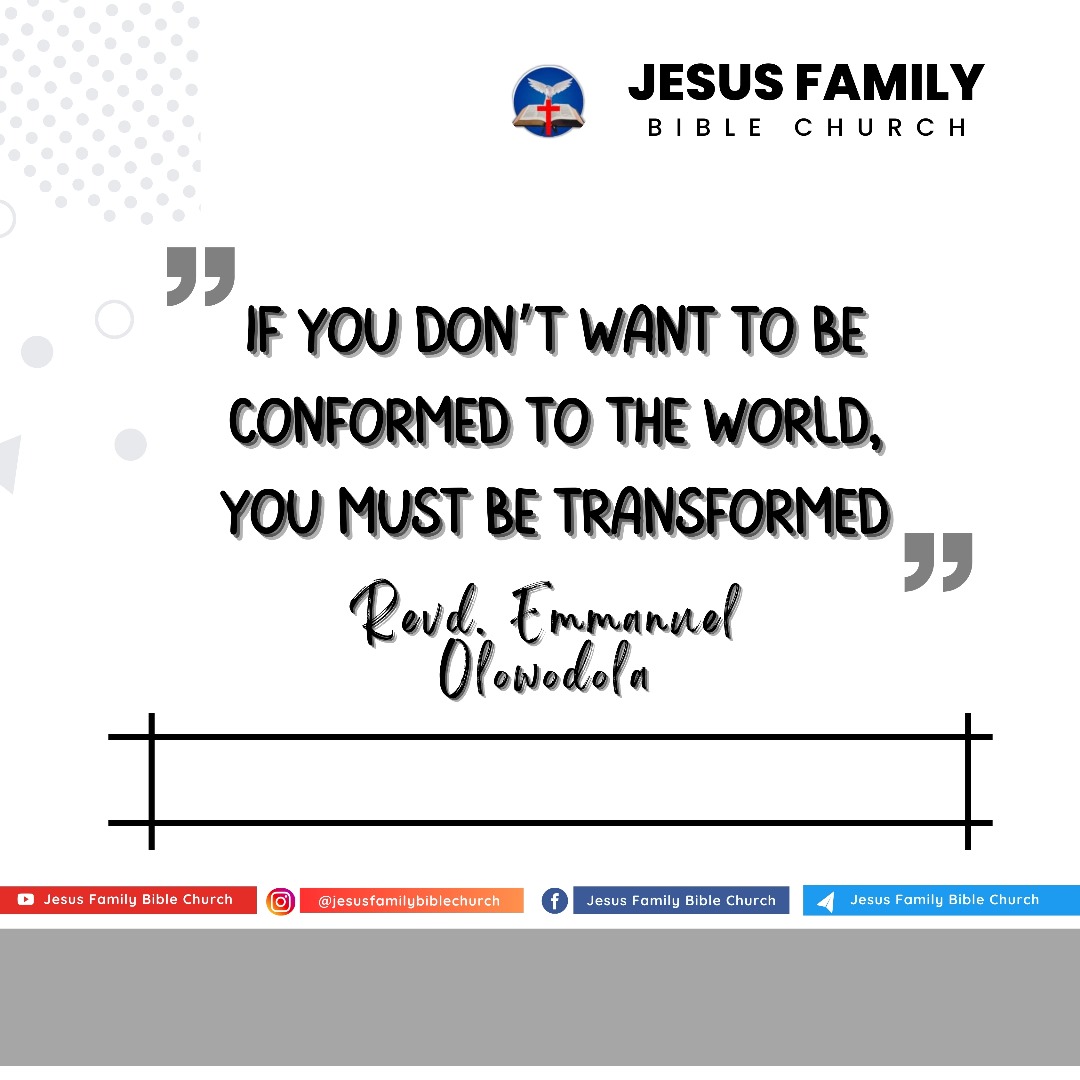 JESUS FAMILY
BIBLE CHURCH
”
IF YOU DON'T WANT TO BE
CONFORMED TO THE WORLD,
YOU MUST BE TRANSFORMED
”
Revd. Emmanuel
Olowodola
Jesus Family Bible Church
@jesusfamilybiblechurch
Jesus Family Bible Church
Jesus Family Bible Church